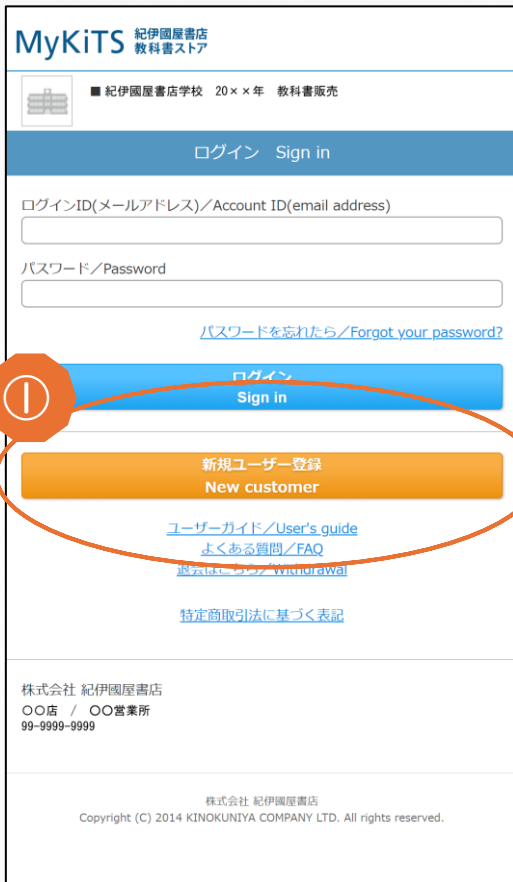 MyKiTS 紀伊國屋書店
教科書ストア
■ 紀伊國屋書店学校 20××年 教科書販売
ログイン Sign in
ログインID(メールアドレス)／Account ID(email address)
パスワード／Password
パスワードを忘れたら／Forgot your password?
ログイン
Sign in
①
新規ユーザー登録
New customer
ユーザーガイド／User's guide
よくある質問／FAQ
退会はこちら／Withdrawal
特定商取引法に基づく表記
株式会社 紀伊國屋書店
〇〇店 / 〇〇営業所
99-9999-9999
株式会社 紀伊國屋書店
Copyright (C) 2014 KINOKUNIYA COMPANY LTD. All rights reserved.